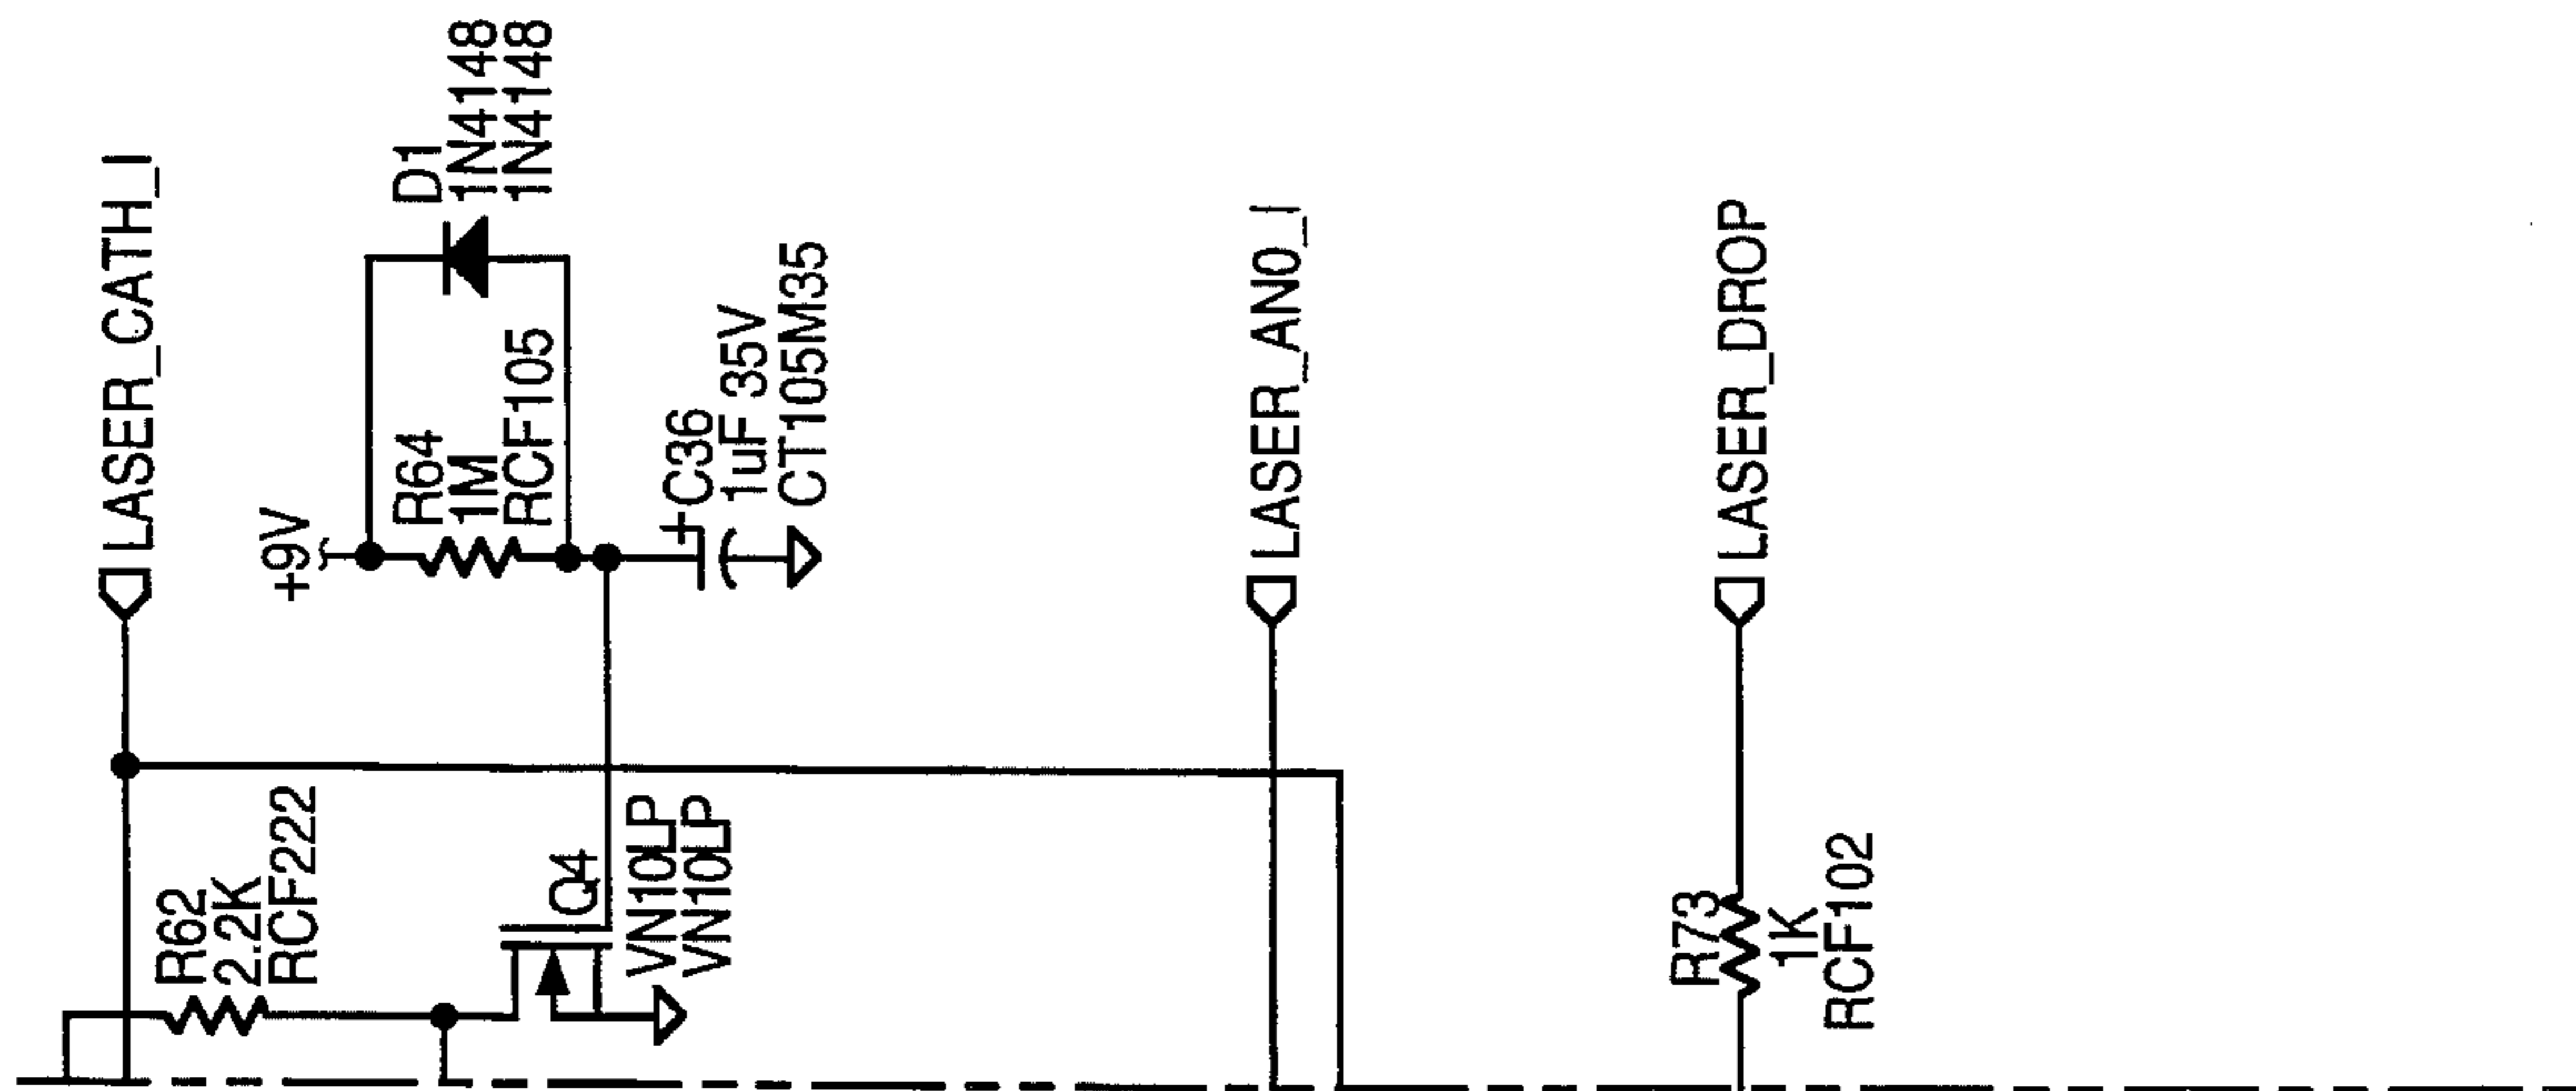 LASER_CATH_I
+9V
D1
1N4148
1N4148
R64
1M
RCF105
+
C36
1uF 35V
CT105M35
LASER_AN0_I
LASER_DROP
R62
2.2K
RCF222
Q4
VN10LP
VN10LP
R73
1K
RCF102